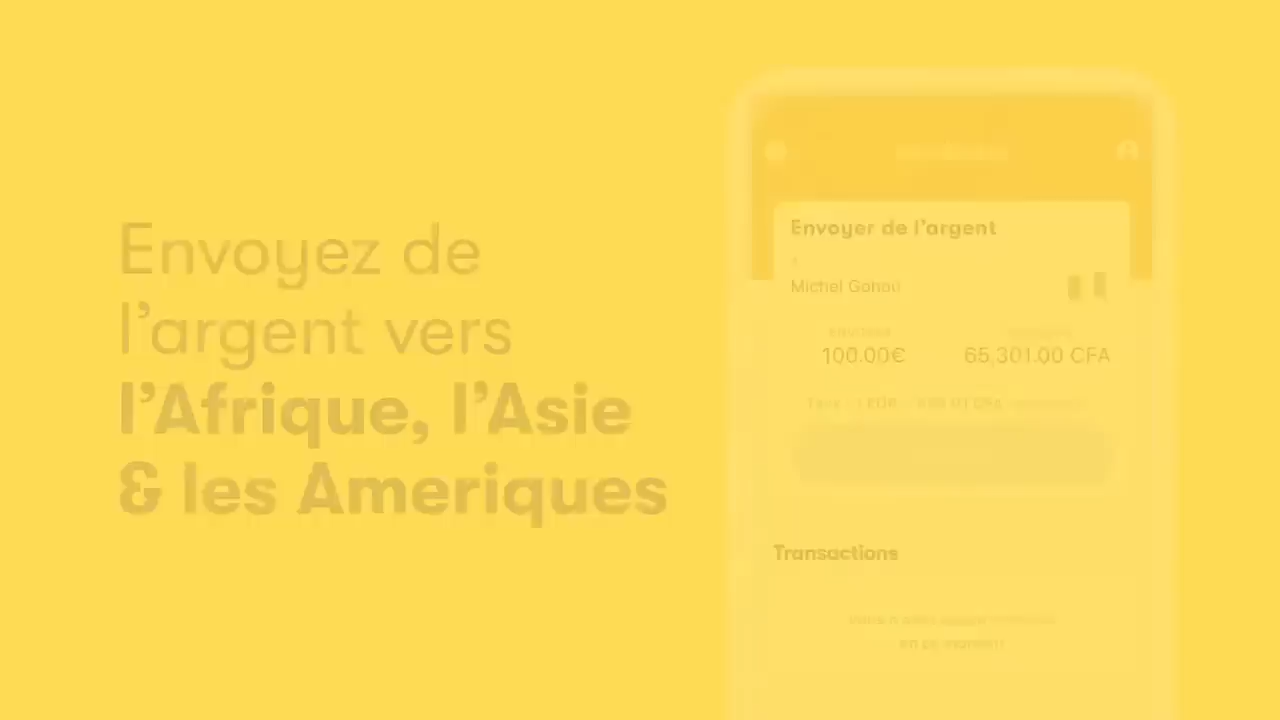 Envoyez de
l'argent vers
l'Afrique, l'Asie
& les Ameriques
Envoyer de l'argent
Michel
100.00€ 65,301.00 CFA
Transactions